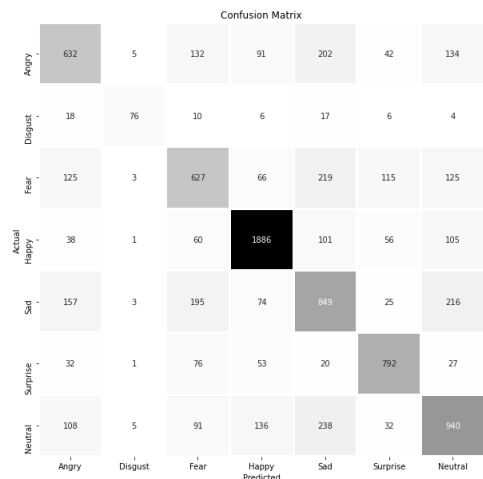 Confusion Matrix
Angry 632 5 132 91 202 42 134
Disgust 18 76 10 6 17 6 4
Fear 125 3 627 66 219 115 125
Actual
Happy 38 1 60 1886 101 56 105
Sad 157 3 195 74 849 25 216
Surprise 32 1 76 53 20 792 27
Neutral 108 5 91 136 238 32 940
Angry Disgust Fear Happy Sad Surprise Neutral
Predicted